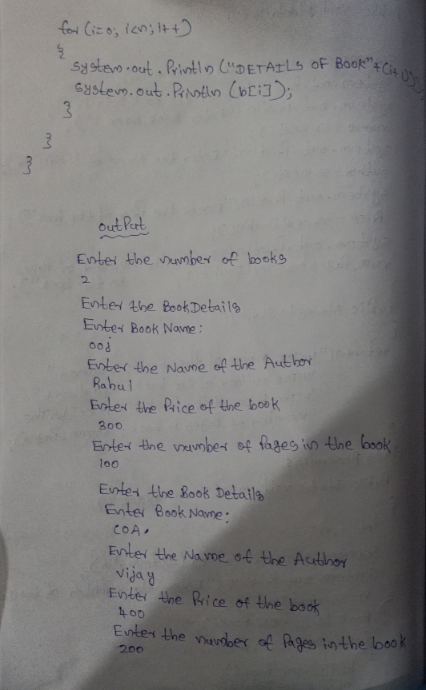 for (i=0; i<n; i++)
{
System.out.Println ("DETAILS OF BOOK"+(i+1));
System.out.Println (b[i]);
}
}
}
outPut
Enter the number of books
2
Enter the Book Details
Enter Book Name:
ooj
Enter the Name of the Author
Rahul
Enter the Price of the book
300
Enter the number of Pages in the book
100
Enter the Book Details
Enter Book Name:
COA.
Enter the Name of the Author
vijay
Enter the Price of the book
400
Enter the number of Pages in the book
200